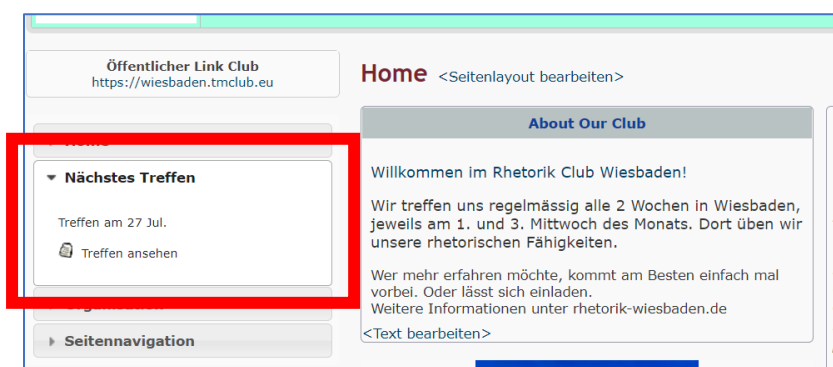 Öffentlicher Link Club
https://wiesbaden.tmclub.eu
Home
Nächstes Treffen
Treffen am 27 Jul.
Treffen ansehen
Organisation
Seitennavigation
Home <Seitenlayout bearbeiten>
About Our Club
Willkommen im Rhetorik Club Wiesbaden!
Wir treffen uns regelmässig alle 2 Wochen in Wiesbaden,
jeweils am 1. und 3. Mittwoch des Monats. Dort üben wir
unsere rhetorischen Fähigkeiten.
Wer mehr erfahren möchte, kommt am Besten einfach mal
vorbei. Oder lässt sich einladen.
Weitere Informationen unter rhetorik-wiesbaden.de
<Text bearbeiten>